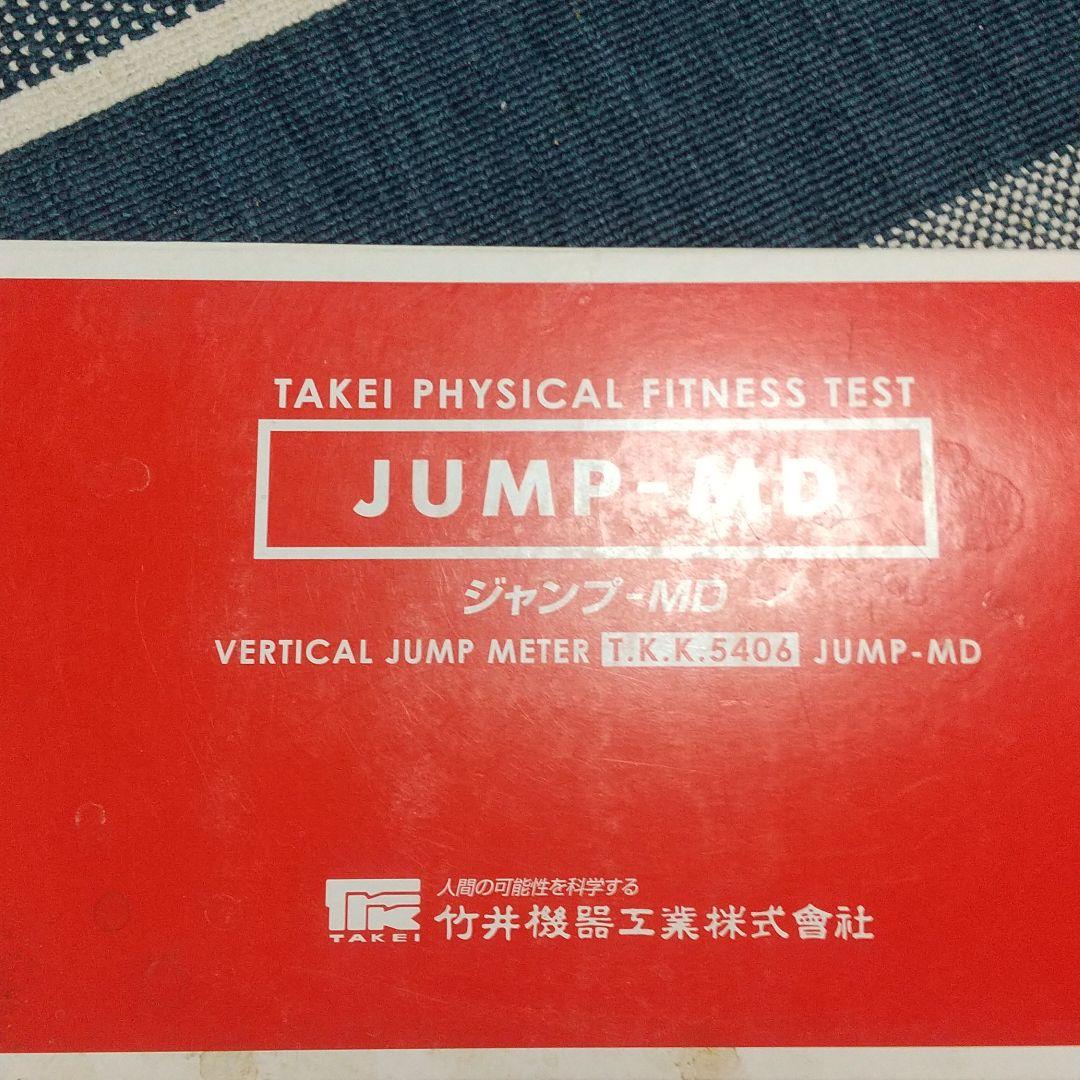 TAKEI PHYSICAL FITNESS TEST
JUMP-MD
ジャンプ-MD
VERTICAL JUMP METER T.K.K.5406 JUMP-MD
人間の可能性を科学する
TAKEI 竹井機器工業株式會社